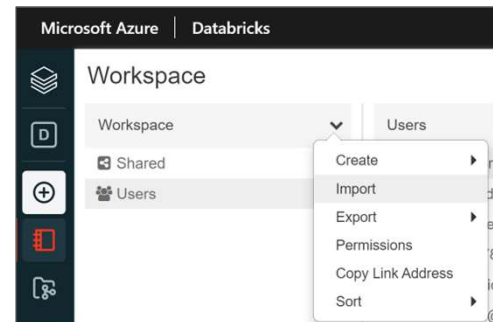 Microsoft Azure | Databricks
Workspace
D
Workspace
Users
Shared
Users
Create
Import
Export
Permissions
Copy Link Address
Sort